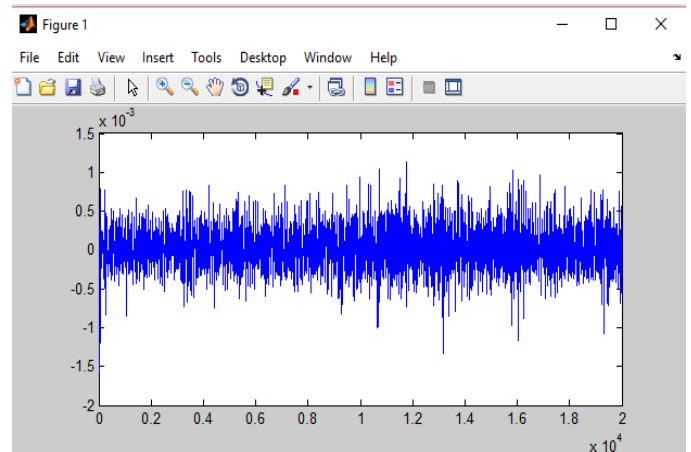 Figure 1
File Edit View Insert Tools Desktop Window Help
x 10^-3
1.5
1
0.5
0
-0.5
-1
-1.5
-2
0 0.2 0.4 0.6 0.8 1 1.2 1.4 1.6 1.8 2
x 10^4